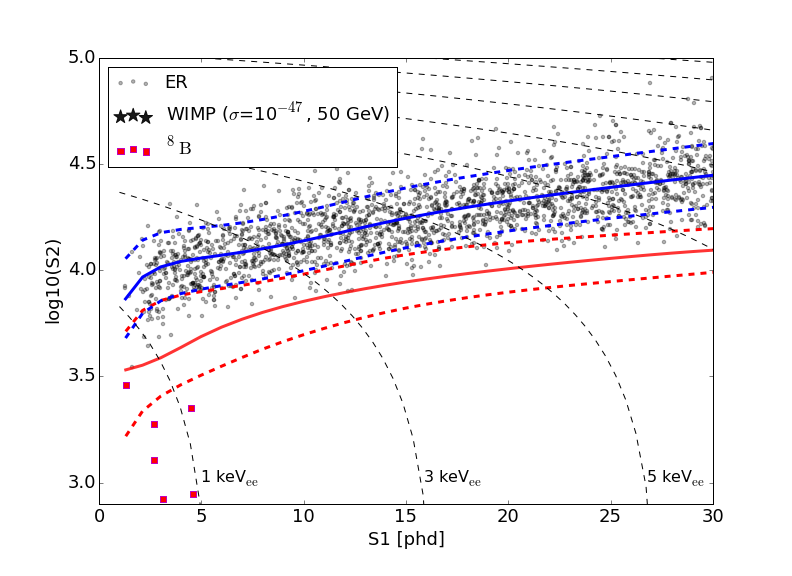 5.0
4.5
4.0
3.5
3.0
log10(S2)
ER
WIMP (σ=10⁻⁴⁷, 50 GeV)
⁸B
1 keVₑₑ
3 keVₑₑ
5 keVₑₑ
0 5 10 15 20 25 30
S1 [phd]